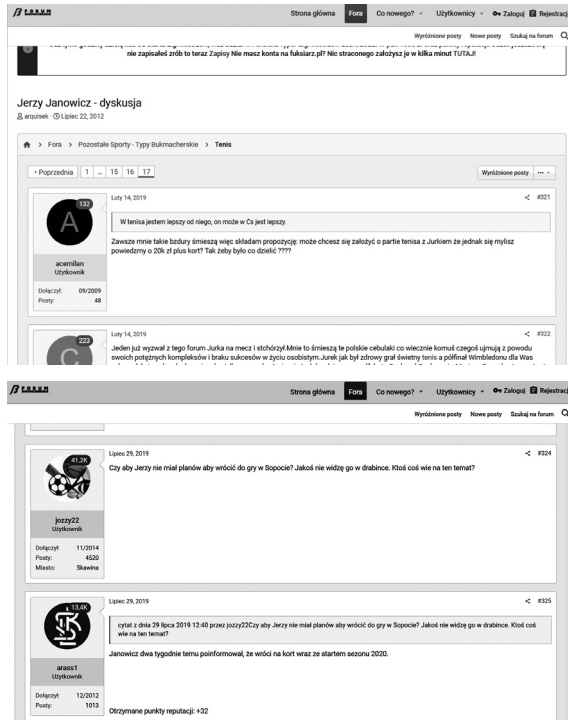 FORUM
Strona główna Fora Co nowego? Użytkownicy Zaloguj Rejestracj
Wyróżnione posty Nowe posty Szukaj na forum
nie zapisałeś zrób to teraz Zapisy Nie masz konta na fuksiarz.pl? Nic straconego założysz je w kilka minut TUTAJ!
Jerzy Janowicz - dyskusja
arquisek · Lipiec 22, 2012
Fora > Pozostałe Sporty - Typy Bukmacherskie > Tenis
Poprzednia 1 ... 15 16 17
Wyróżnione posty ...
Luty 14, 2019 #321
132
A
W tenisa jestem lepszy od niego, on może w Cs jest lepszy.
Zawsze mnie takie bzdury śmieszą więc składam propozycję: może chcesz się założyć o partie tenisa z Jurkiem że jednak się mylisz
powiedzmy o 20k zł plus kort? Tak żeby było co dzielić ????
acemilan
Użytkownik
Dołączył: 09/2009
Posty: 48
Luty 14, 2019 #322
223
C
Jeden już wyzwał z tego forum Jurka na mecz i stchórzył.Mnie to śmieszą te polskie cebulaki co wiecznie komuś czegoś ujmują z powodu
swoich potężnych kompleksów i braku sukcesów w życiu osobistym.Jurek jak był zdrowy grał świetny tenis a półfinał Wimbledonu dla Was
FORUM
Strona główna Fora Co nowego? Użytkownicy Zaloguj Rejestracj
Wyróżnione posty Nowe posty Szukaj na forum
Lipiec 29, 2019 #324
41,2K
Czy aby Jerzy nie miał planów aby wrócić do gry w Sopocie? Jakoś nie widzę go w drabince. Ktoś coś wie na ten temat?
jozzy22
Użytkownik
Dołączył: 11/2014
Posty: 4520
Miasto: Skawina
Lipiec 29, 2019 #325
13,4K
cytat z dnia 29 lipca 2019 12:40 przez jozzy22Czy aby Jerzy nie miał planów aby wrócić do gry w Sopocie? Jakoś nie widzę go w drabince. Ktoś coś
wie na ten temat?
Janowicz dwa tygodnie temu poinformował, że wróci na kort wraz ze startem sezonu 2020.
arass1
Użytkownik
Dołączył: 12/2012
Posty: 1013
Otrzymane punkty reputacji: +32